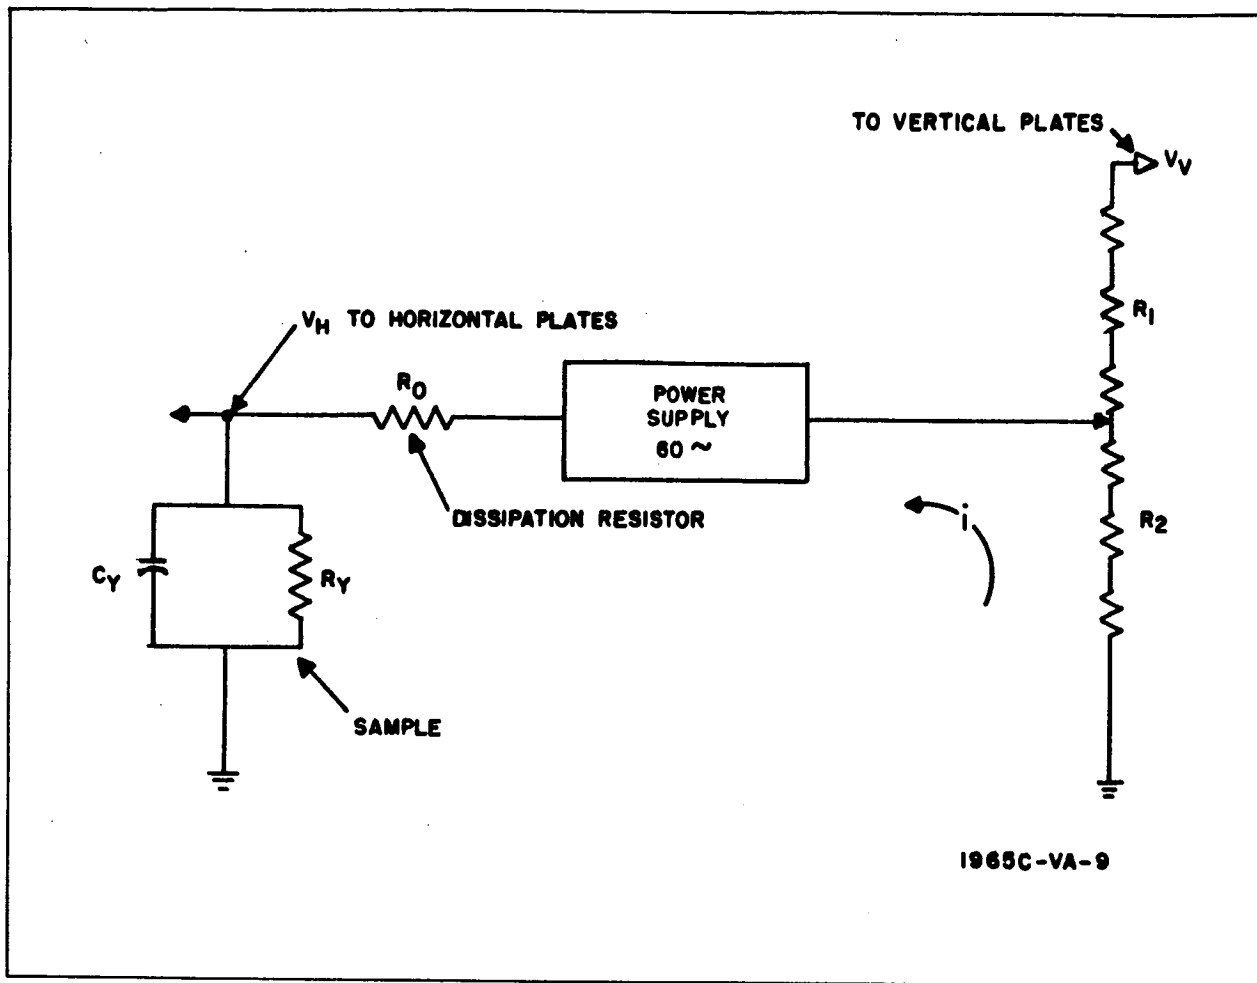 TO VERTICAL PLATES
VV
R1
VH TO HORIZONTAL PLATES
RO
POWER
SUPPLY
60 ~
DISSIPATION RESISTOR
i
R2
CY
RY
SAMPLE
1965C-VA-9